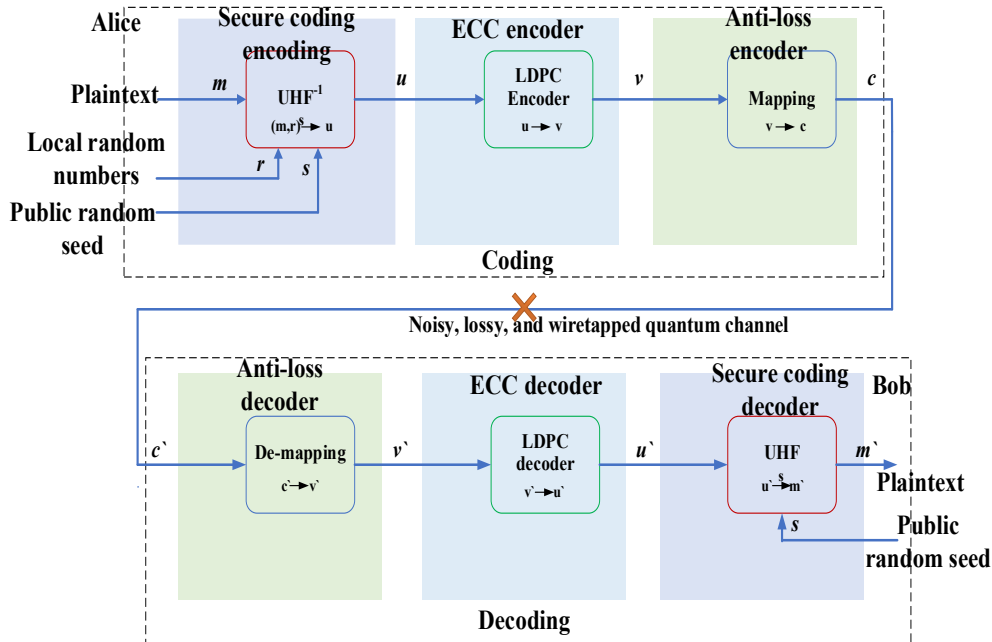 Alice
Secure coding
encoding
ECC encoder
Anti-loss
encoder
Plaintext
m
UHF-1
(m,r) s→ u
u
LDPC
Encoder
u → v
v
Mapping
v → c
c
Local random
numbers
r
s
Public random
seed
Coding
Noisy, lossy, and wiretapped quantum channel
Anti-loss
decoder
ECC decoder
Secure coding
decoder
Bob
c`
De-mapping
c`→v`
v`
LDPC
decoder
v`→u`
u`
UHF
u` s→ m`
m`
Plaintext
s
Public
random seed
Decoding